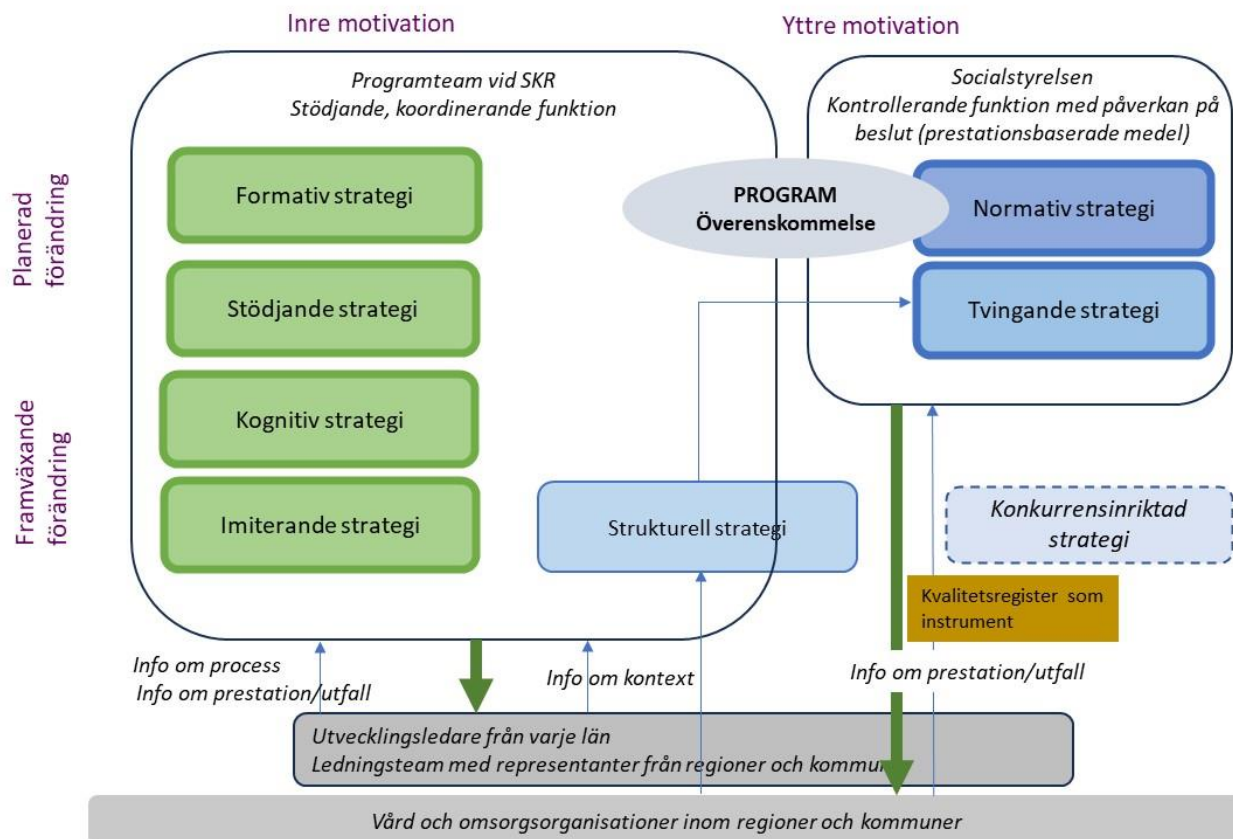 Inre motivation
Yttre motivation
Programteam vid SKR
Stödjande, koordinerande funktion
Socialstyrelsen
Kontrollerande funktion med påverkan på
beslut (prestationsbaserade medel)
Planerad
förändring
Formativ strategi
PROGRAM
Överenskommelse
Normativ strategi
Stödjande strategi
Tvingande strategi
Framväxande
förändring
Kognitiv strategi
Imiterande strategi
Strukturell strategi
Konkurrensinriktad
strategi
Kvalitetsregister som
instrument
Info om process
Info om prestation/utfall
Info om kontext
Info om prestation/utfall
Utvecklingsledare från varje län
Ledningsteam med representanter från regioner och
Vård och omsorgsorganisationer inom regioner och kommuner